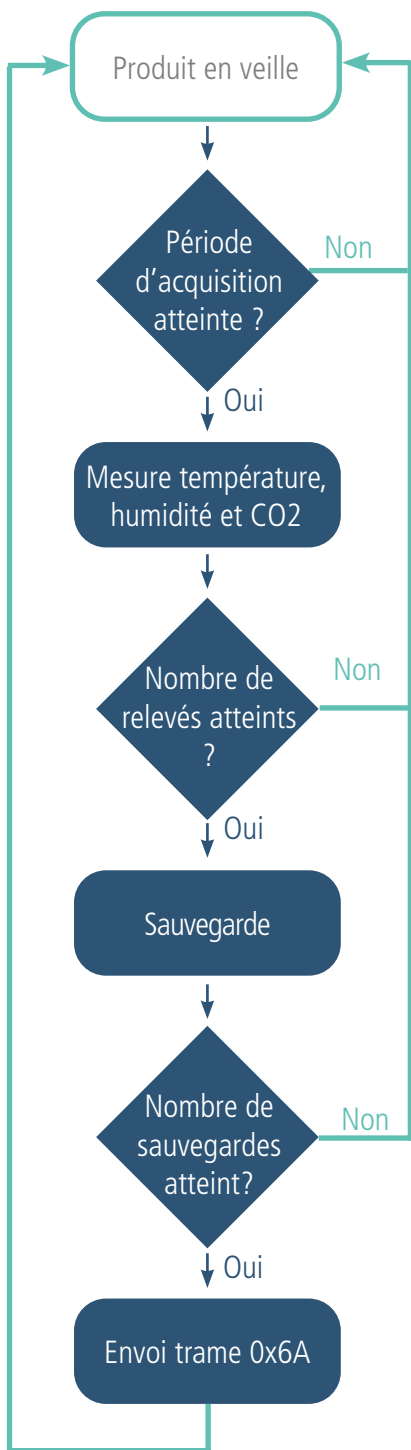 Produit en veille
Période
d'acquisition
atteinte ?
Non
Oui
Mesure température,
humidité et CO2
Nombre de
relevés atteints
?
Non
Oui
Sauvegarde
Nombre de
sauvegardes
atteint?
Non
Oui
Envoi trame 0x6A